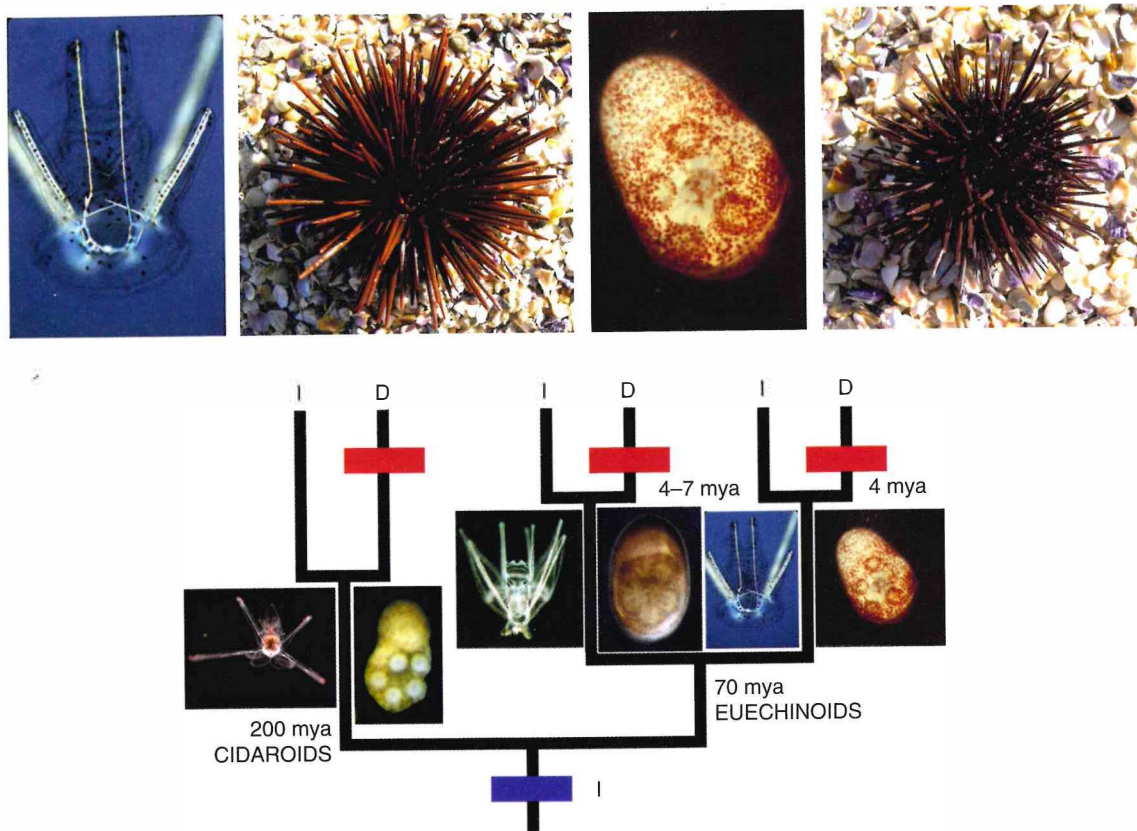 I D I D I D
4–7 mya 4 mya
70 mya
EUECHINOIDS
200 mya
CIDAROIDS
I